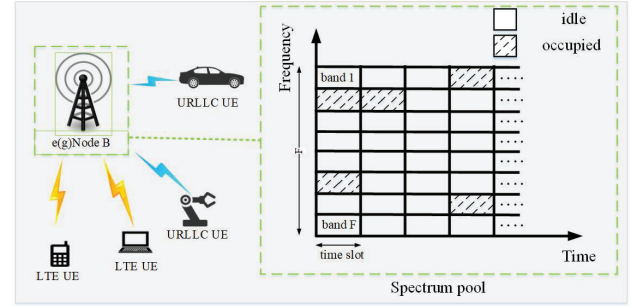 idle
occupied
Frequency
band 1
URLLC UE
e(g)Node B
F
URLLC UE
LTE UE
LTE UE
band F
time slot
Time
Spectrum pool